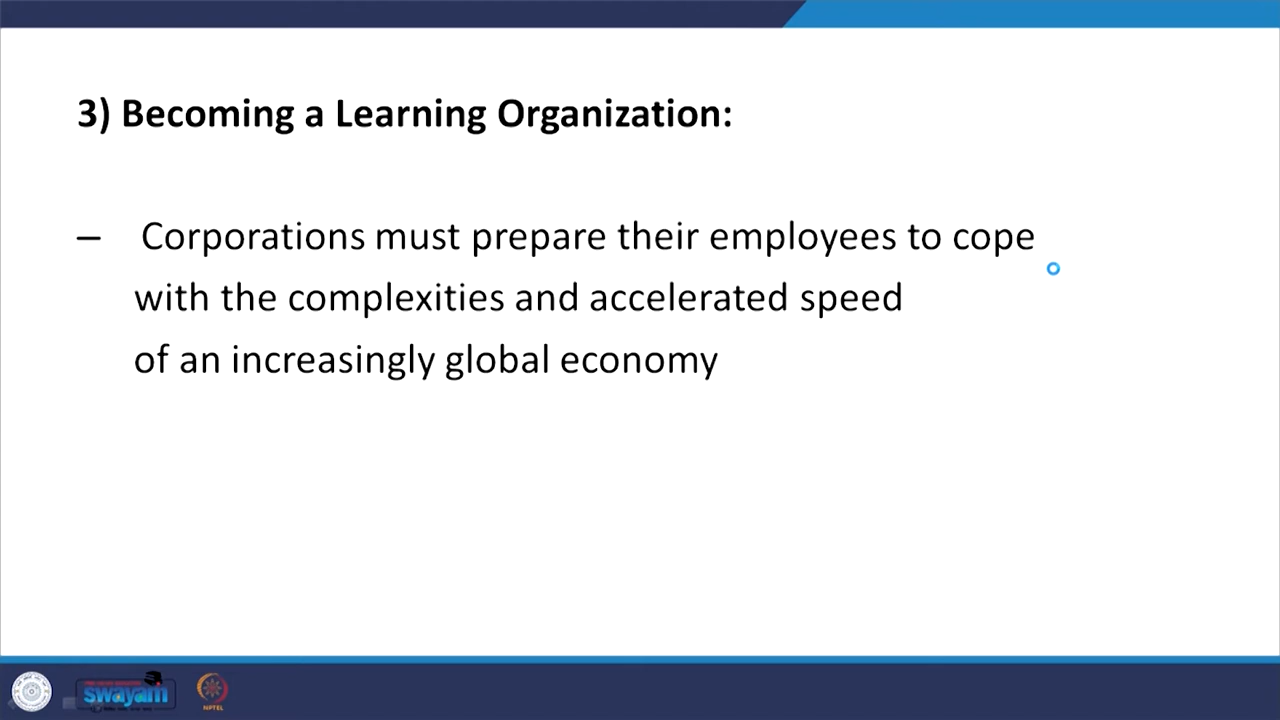 3) Becoming a Learning Organization:
– Corporations must prepare their employees to cope
with the complexities and accelerated speed
of an increasingly global economy
swayam
NPTEL